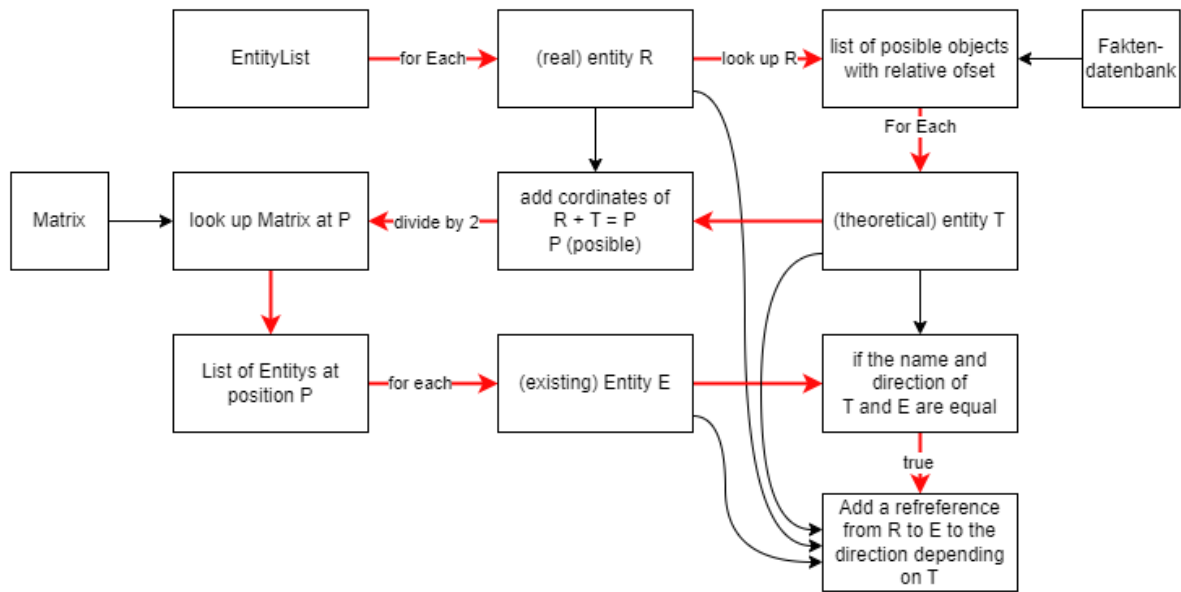 EntityList
for Each
(real) entity R
look up R
list of posible objects
with relative ofset
Fakten-
datenbank
For Each
Matrix
look up Matrix at P
divide by 2
add cordinates of
R + T = P
P (posible)
(theoretical) entity T
List of Entitys at
position P
for each
(existing) Entity E
if the name and
direction of
T and E are equal
true
Add a refreference
from R to E to the
direction depending
on T